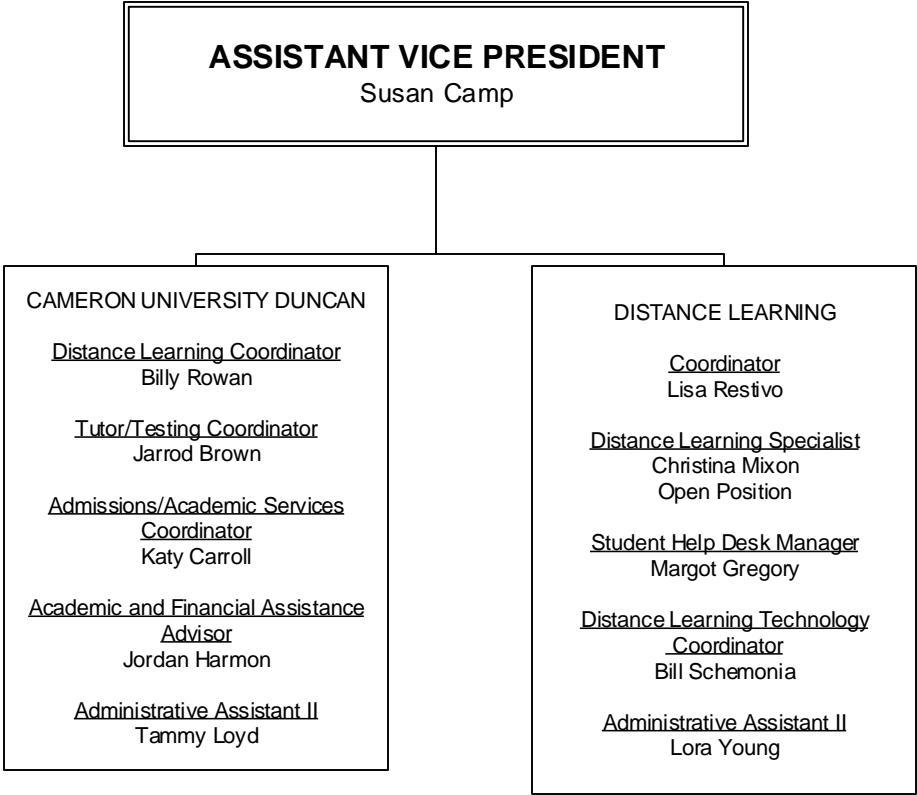 ASSISTANT VICE PRESIDENT
Susan Camp
CAMERON UNIVERSITY DUNCAN
Distance Learning Coordinator
Billy Rowan
Tutor/Testing Coordinator
Jarrod Brown
Admissions/Academic Services
Coordinator
Katy Carroll
Academic and Financial Assistance
Advisor
Jordan Harmon
Administrative Assistant II
Tammy Loyd
DISTANCE LEARNING
Coordinator
Lisa Restivo
Distance Learning Specialist
Christina Mixon
Open Position
Student Help Desk Manager
Margot Gregory
Distance Learning Technology
Coordinator
Bill Schemonia
Administrative Assistant II
Lora Young